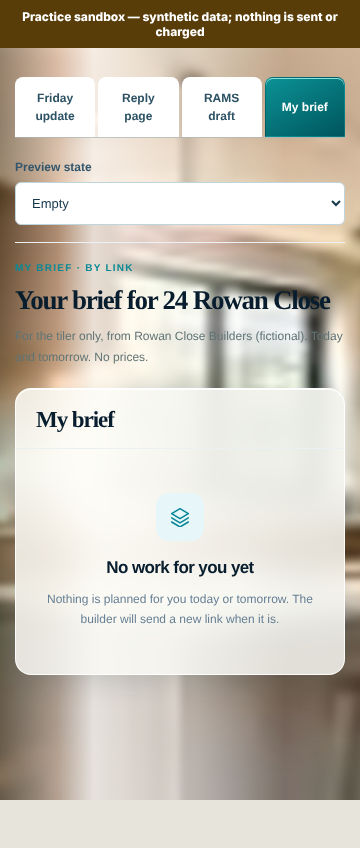 Practice sandbox — synthetic data; nothing is sent or
charged
Friday
update
Reply
page
RAMS
draft
My brief
Preview state
Empty
MY BRIEF · BY LINK
Your brief for 24 Rowan Close
For the tiler only, from Rowan Close Builders (fictional). Today
and tomorrow. No prices.
My brief
No work for you yet
Nothing is planned for you today or tomorrow. The
builder will send a new link when it is.